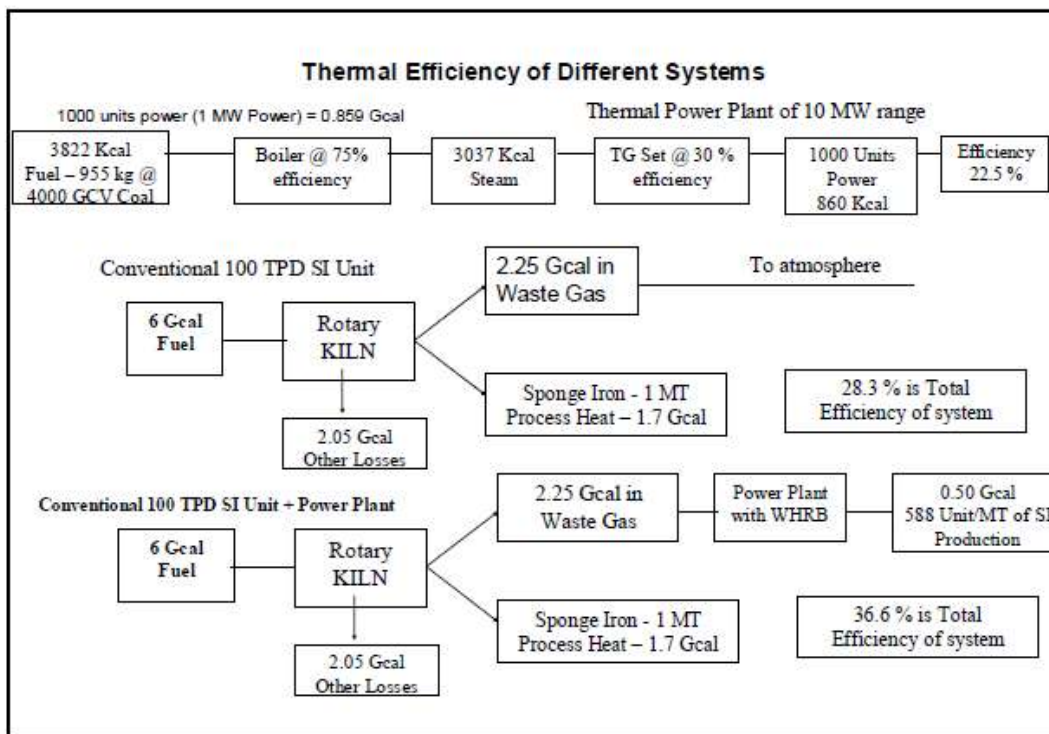 Thermal Efficiency of Different Systems
1000 units power (1 MW Power) = 0.859 Gcal
Thermal Power Plant of 10 MW range
3822 Kcal
Fuel – 955 kg @
4000 GCV Coal
Boiler @ 75%
efficiency
3037 Kcal
Steam
TG Set @ 30 %
efficiency
1000 Units
Power
860 Kcal
Efficiency
22.5 %
Conventional 100 TPD SI Unit
6 Gcal
Fuel
Rotary
KILN
2.25 Gcal in
Waste Gas
To atmosphere
Sponge Iron - 1 MT
Process Heat – 1.7 Gcal
28.3 % is Total
Efficiency of system
2.05 Gcal
Other Losses
Conventional 100 TPD SI Unit + Power Plant
6 Gcal
Fuel
Rotary
KILN
2.25 Gcal in
Waste Gas
Power Plant
with WHRB
0.50 Gcal
588 Unit/MT of SI
Production
Sponge Iron - 1 MT
Process Heat – 1.7 Gcal
36.6 % is Total
Efficiency of system
2.05 Gcal
Other Losses